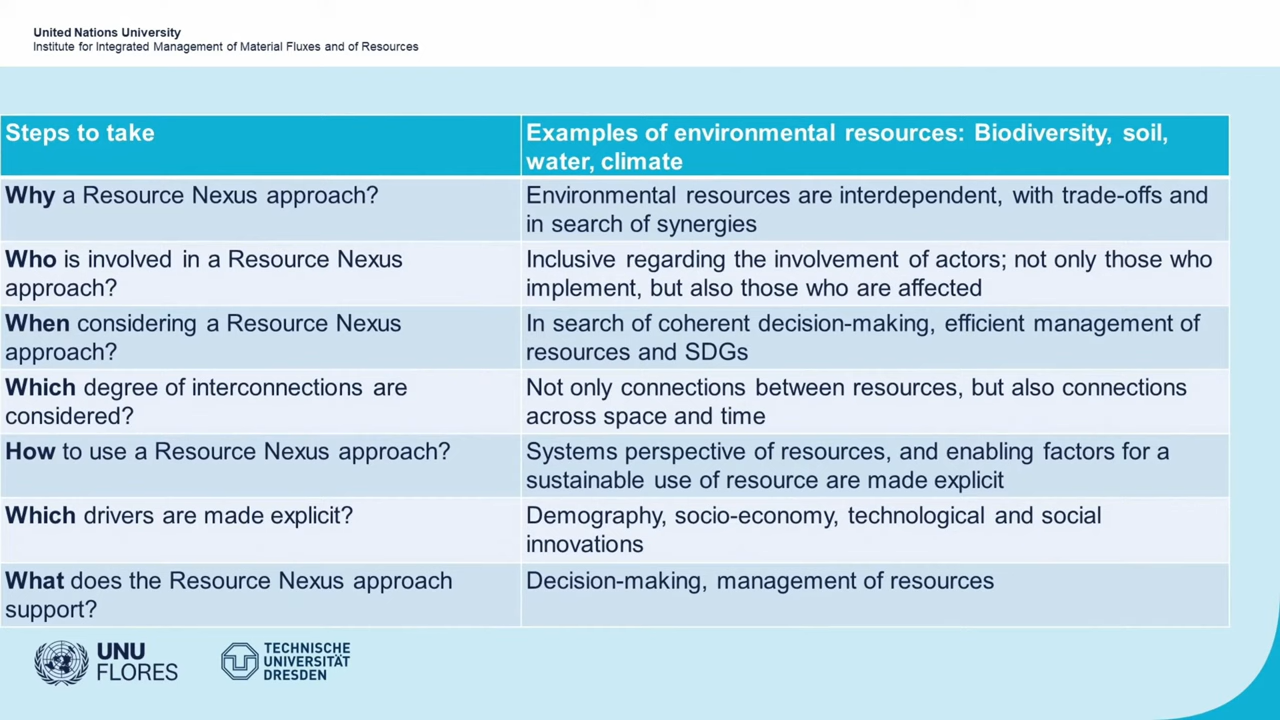 United Nations University
Institute for Integrated Management of Material Fluxes and of Resources
Steps to take
Examples of environmental resources: Biodiversity, soil,
water, climate
Why a Resource Nexus approach?
Environmental resources are interdependent, with trade-offs and
in search of synergies
Who is involved in a Resource Nexus
approach?
Inclusive regarding the involvement of actors; not only those who
implement, but also those who are affected
When considering a Resource Nexus
approach?
In search of coherent decision-making, efficient management of
resources and SDGs
Which degree of interconnections are
considered?
Not only connections between resources, but also connections
across space and time
How to use a Resource Nexus approach?
Systems perspective of resources, and enabling factors for a
sustainable use of resource are made explicit
Which drivers are made explicit?
Demography, socio-economy, technological and social
innovations
What does the Resource Nexus approach
support?
Decision-making, management of resources
UNU
FLORES
TECHNISCHE
UNIVERSITÄT
DRESDEN